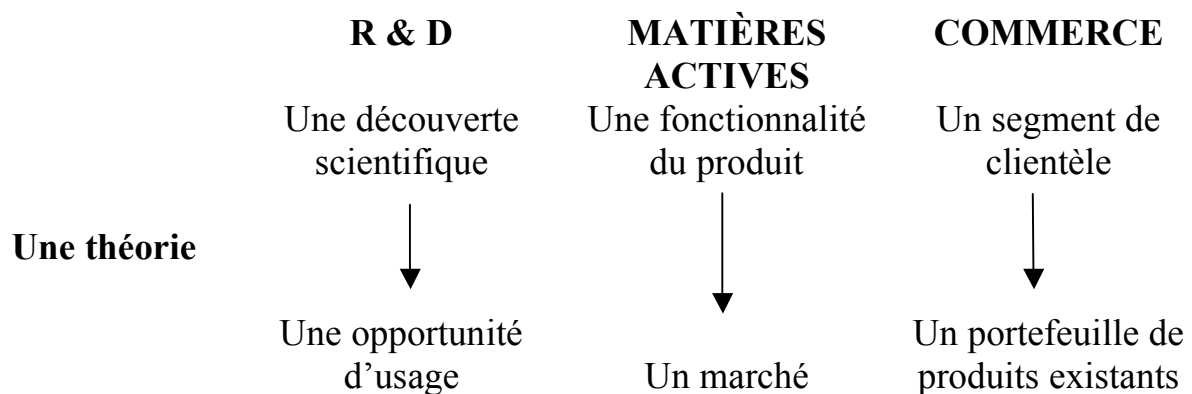 R & D
MATIÈRES
ACTIVES
COMMERCE
Une découverte
scientifique
Une fonctionnalité
du produit
Un segment de
clientèle
Une théorie
Une opportunité
d’usage
Un marché
Un portefeuille de
produits existants